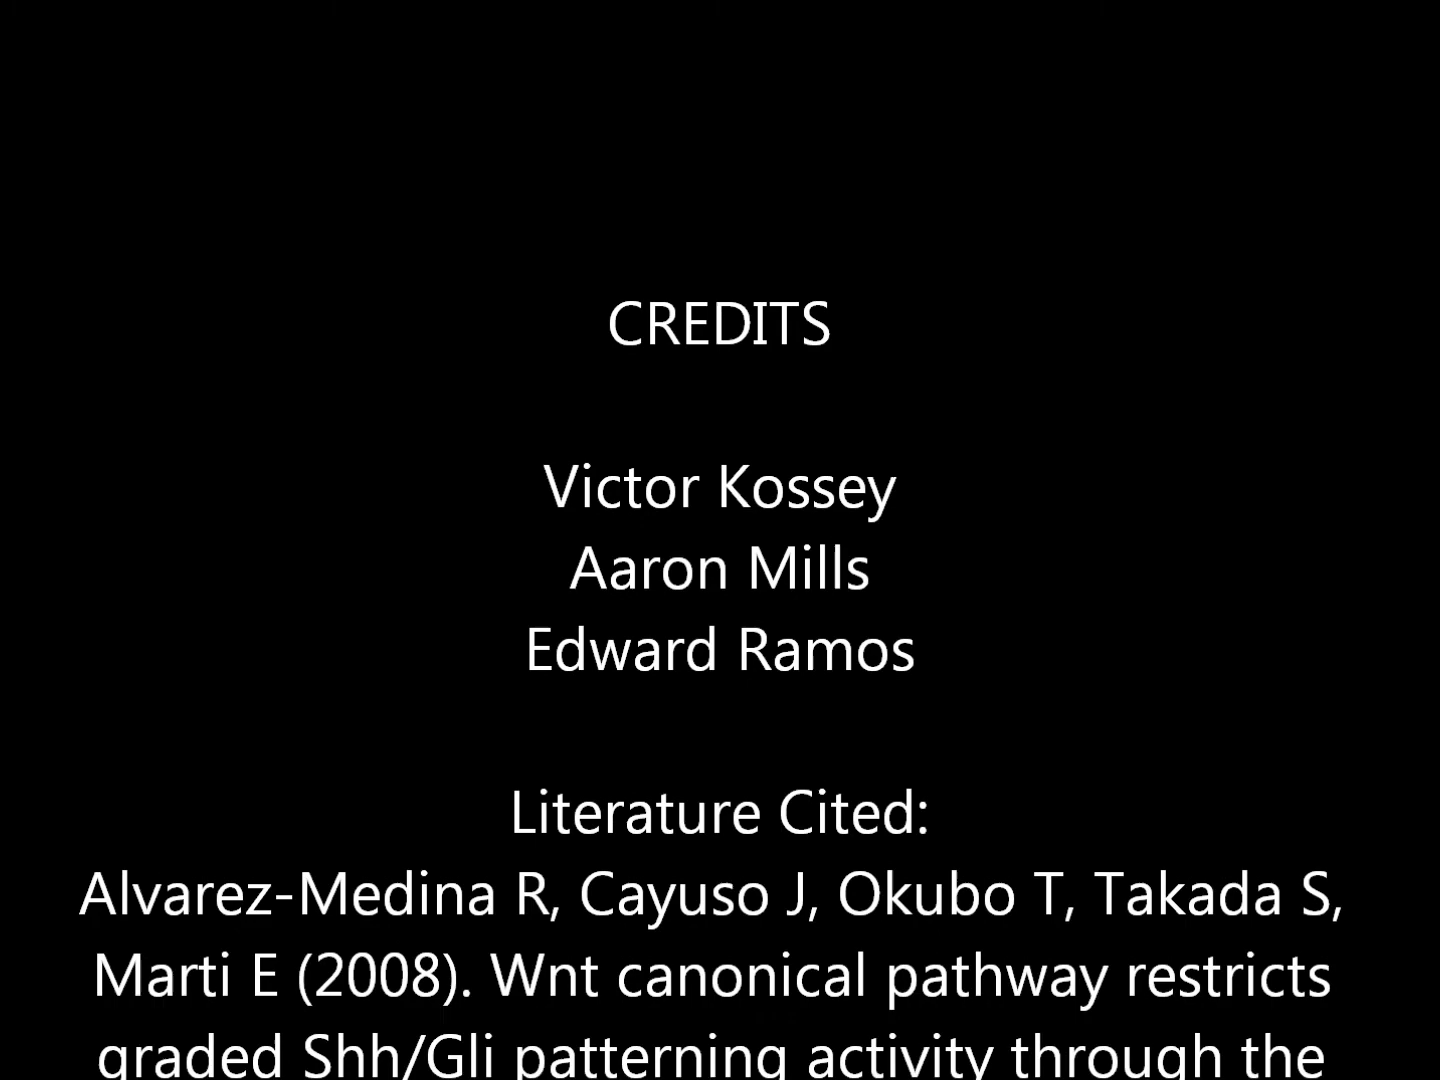 CREDITS
Victor Kossey
Aaron Mills
Edward Ramos
Literature Cited:
Alvarez-Medina R, Cayuso J, Okubo T, Takada S,
Marti E (2008). Wnt canonical pathway restricts
graded Shh/Gli patterning activity through the